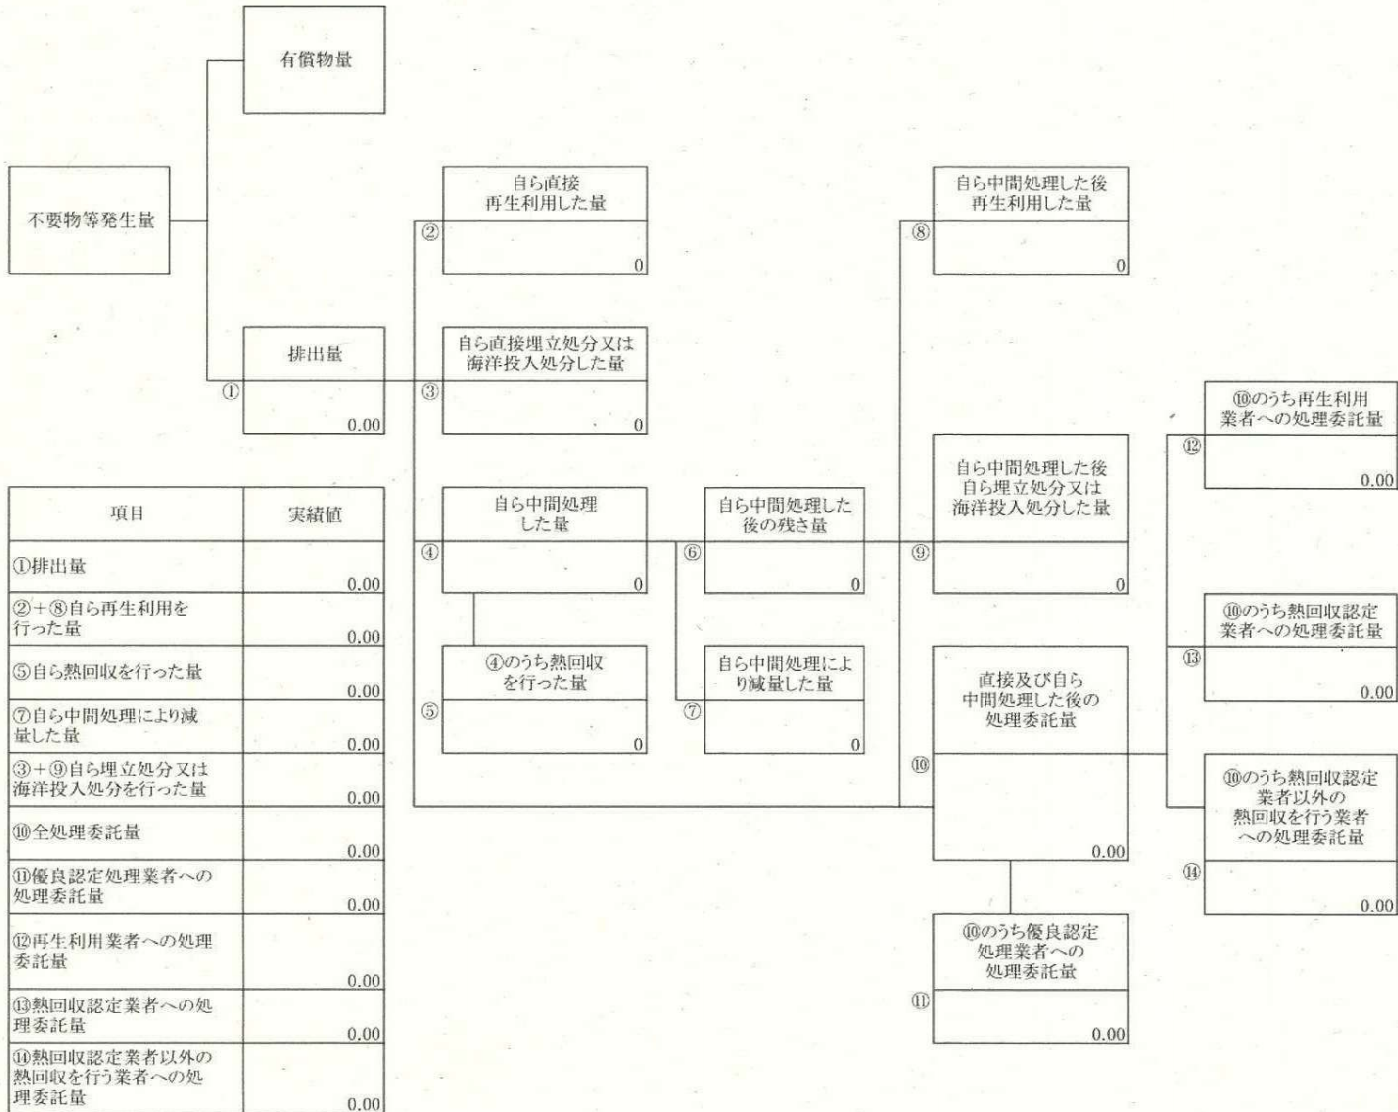 有償物量
不要物等発生量
自ら直接
再生利用した量
②
0
自ら中間処理した後
再生利用した量
⑧
0
排出量
①
0.00
自ら直接埋立処分又は
海洋投入処分した量
③
0
⑩のうち再生利用
業者への処理委託量
⑫
0.00
自ら中間処理した後
自ら埋立処分又は
海洋投入処分した量
⑨
0
自ら中間処理
した量
④
0
自ら中間処理した
後の残さ量
⑥
0
④のうち熱回収
を行った量
⑤
0
自ら中間処理によ
り減量した量
⑦
0
直接及び自ら
中間処理した後の
処理委託量
⑩
0.00
⑩のうち熱回収認定
業者への処理委託量
⑬
0.00
⑩のうち熱回収認定
業者以外の
熱回収を行う業者
への処理委託量
⑭
0.00
⑩のうち優良認定
処理業者への
処理委託量
⑪
0.00
項目 実績値
①排出量
0.00
②+⑧自ら再生利用を
行った量
0.00
⑤自ら熱回収を行った量
0.00
⑦自ら中間処理により減
量した量
0.00
③+⑨自ら埋立処分又は
海洋投入処分を行った量
0.00
⑩全処理委託量
0.00
⑪優良認定処理業者への
処理委託量
0.00
⑫再生利用業者への処理
委託量
0.00
⑬熱回収認定業者への処
理委託量
0.00
⑭熱回収認定業者以外の
熱回収を行う業者への処
理委託量
0.00